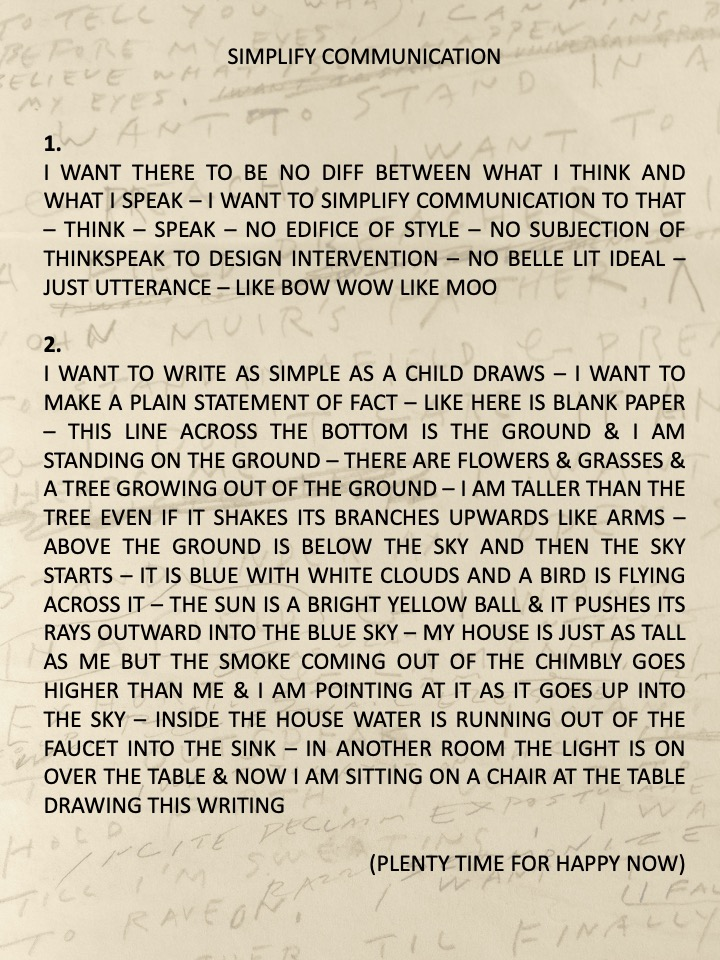 SIMPLIFY COMMUNICATION
1.
I WANT THERE TO BE NO DIFF BETWEEN WHAT I THINK AND
WHAT I SPEAK – I WANT TO SIMPLIFY COMMUNICATION TO THAT
– THINK – SPEAK – NO EDIFICE OF STYLE – NO SUBJECTION OF
THINKSPEAK TO DESIGN INTERVENTION – NO BELLE LIT IDEAL –
JUST UTTERANCE – LIKE BOW WOW LIKE MOO
2.
I WANT TO WRITE AS SIMPLE AS A CHILD DRAWS – I WANT TO
MAKE A PLAIN STATEMENT OF FACT – LIKE HERE IS BLANK PAPER
– THIS LINE ACROSS THE BOTTOM IS THE GROUND & I AM
STANDING ON THE GROUND – THERE ARE FLOWERS & GRASSES &
A TREE GROWING OUT OF THE GROUND – I AM TALLER THAN THE
TREE EVEN IF IT SHAKES ITS BRANCHES UPWARDS LIKE ARMS –
ABOVE THE GROUND IS BELOW THE SKY AND THEN THE SKY
STARTS – IT IS BLUE WITH WHITE CLOUDS AND A BIRD IS FLYING
ACROSS IT – THE SUN IS A BRIGHT YELLOW BALL & IT PUSHES ITS
RAYS OUTWARD INTO THE BLUE SKY – MY HOUSE IS JUST AS TALL
AS ME BUT THE SMOKE COMING OUT OF THE CHIMBLY GOES
HIGHER THAN ME & I AM POINTING AT IT AS IT GOES UP INTO
THE SKY – INSIDE THE HOUSE WATER IS RUNNING OUT OF THE
FAUCET INTO THE SINK – IN ANOTHER ROOM THE LIGHT IS ON
OVER THE TABLE & NOW I AM SITTING ON A CHAIR AT THE TABLE
DRAWING THIS WRITING
(PLENTY TIME FOR HAPPY NOW)